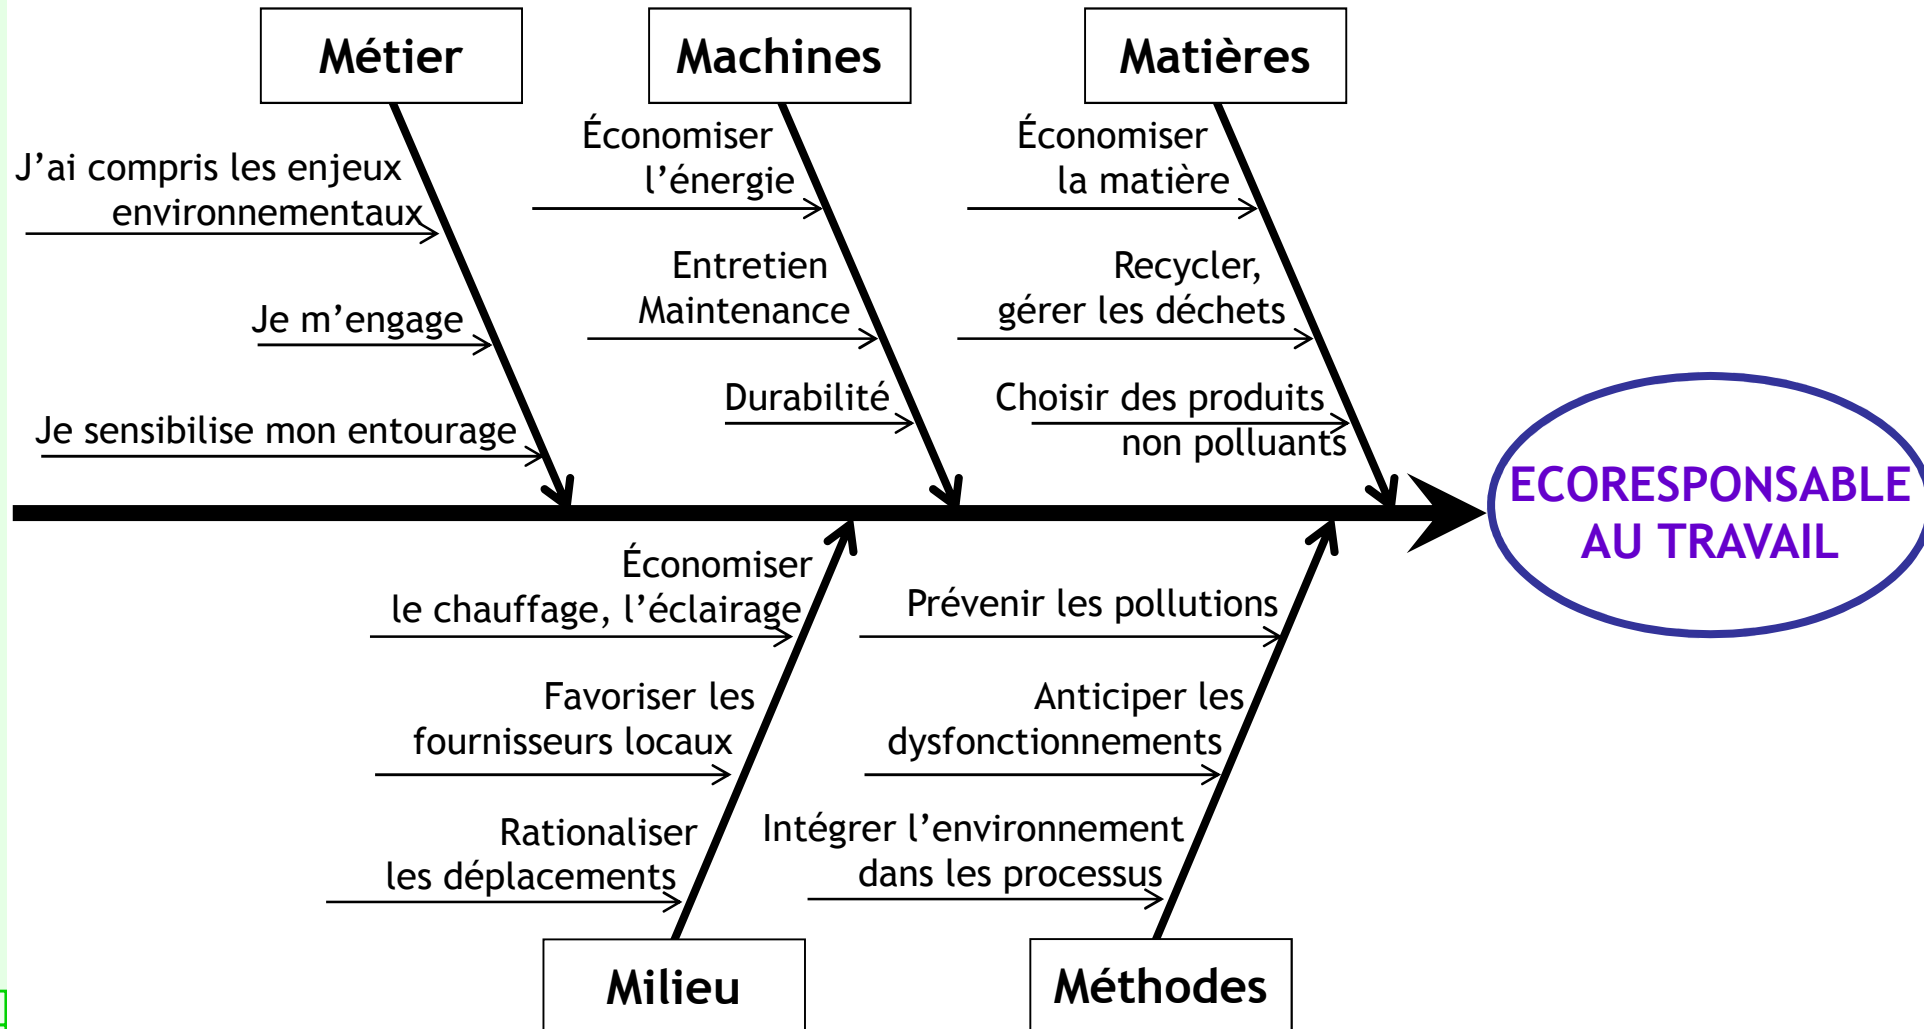 Métier
Machines
Matières
J’ai compris les enjeux
environnementaux
Je m’engage
Je sensibilise mon entourage
Économiser
l’énergie
Entretien
Maintenance
Durabilité
Économiser
la matière
Recycler,
gérer les déchets
Choisir des produits
non polluants
ECORESPONSABLE
AU TRAVAIL
Économiser
le chauffage, l’éclairage
Favoriser les
fournisseurs locaux
Rationaliser
les déplacements
Prévenir les pollutions
Anticiper les
dysfonctionnements
Intégrer l’environnement
dans les processus
Milieu
Méthodes